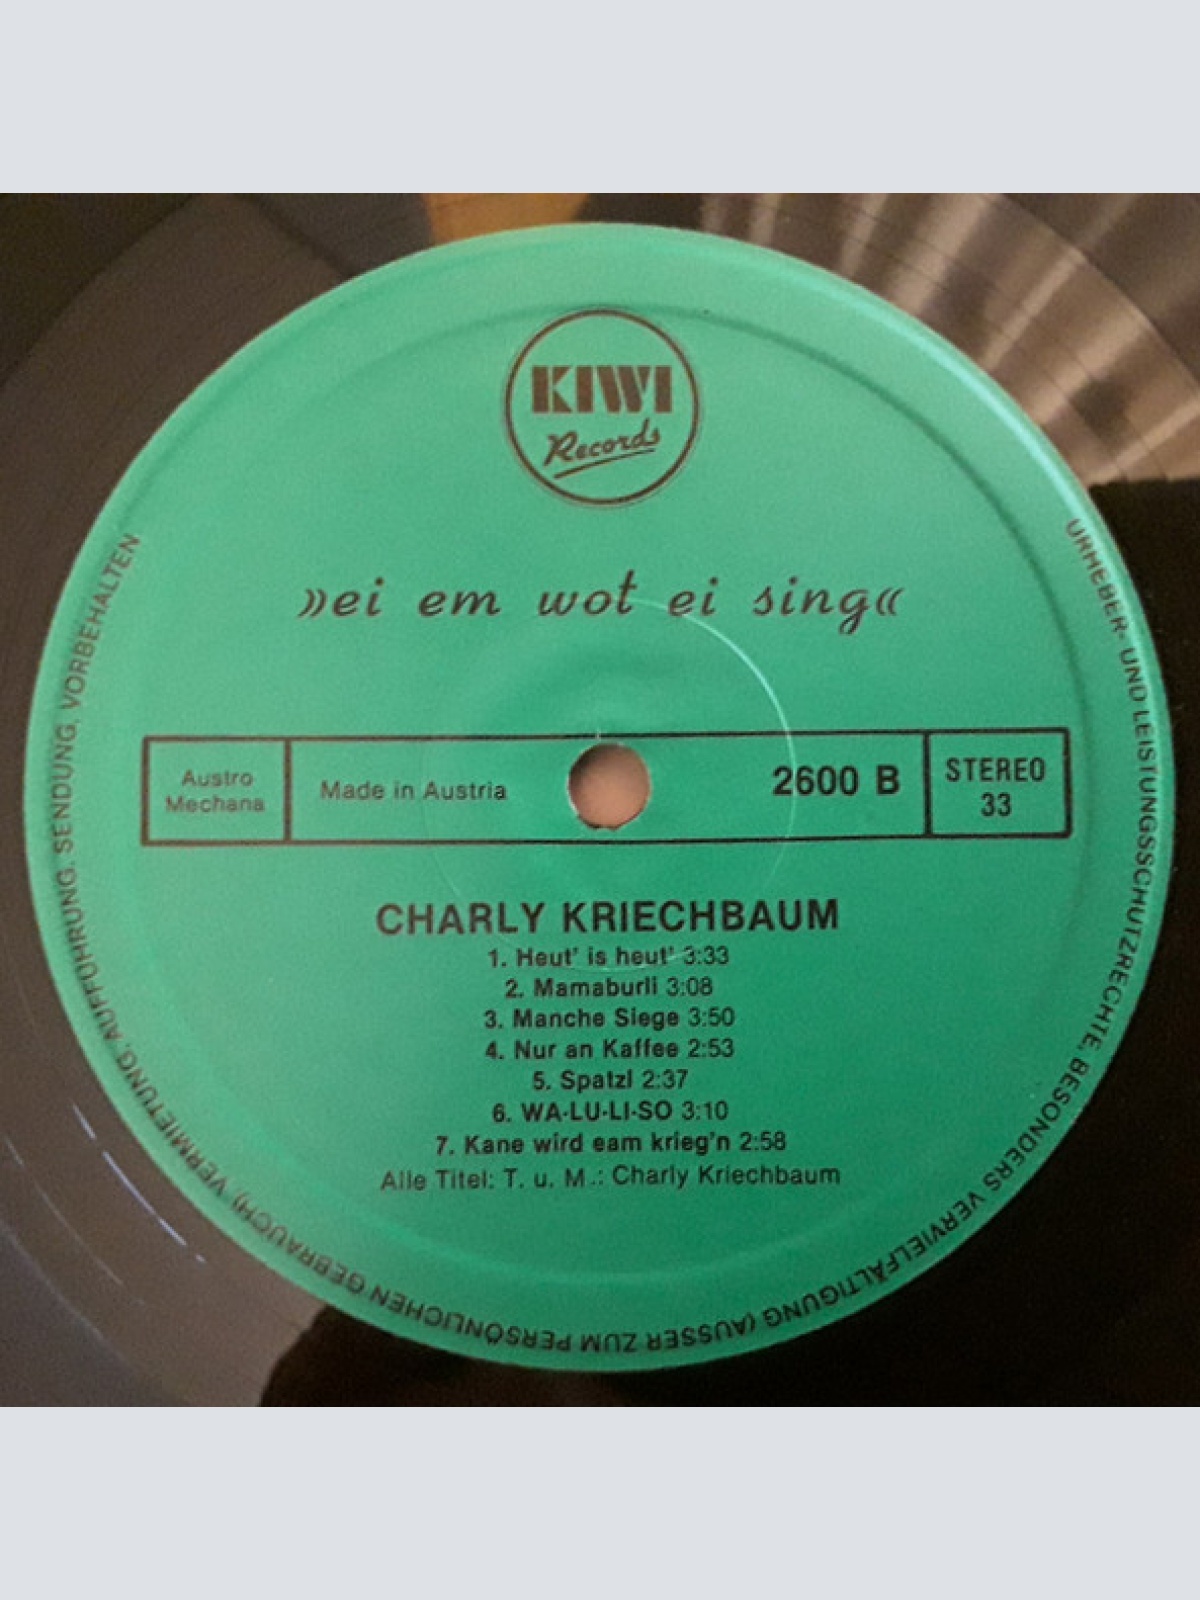 KIWI
Records
»ei em wot ei sing«
Austro
Mechana
Made in Austria
2600 B
STEREO
33
CHARLY KRIECHBAUM
1. Heut' is heut' 3:33
2. Mamaburli 3:08
3. Manche Siege 3:50
4. Nur an Kaffee 2:53
5. Spatzl 2:37
6. WA-LU-LI-SO 3:10
7. Kane wird eam krieg'n 2:58
Alle Titel: T. u. M.: Charly Kriechbaum
URHEBER- UND LEISTUNGSSCHUTZRECHTE, BESONDERS VERVIELFÄLTIGUNG (AUSSER ZUM PERSÖNLICHEN GEBRAUCH), VERMIETUNG, AUFFÜHRUNG, SENDUNG, VORBEHALTEN